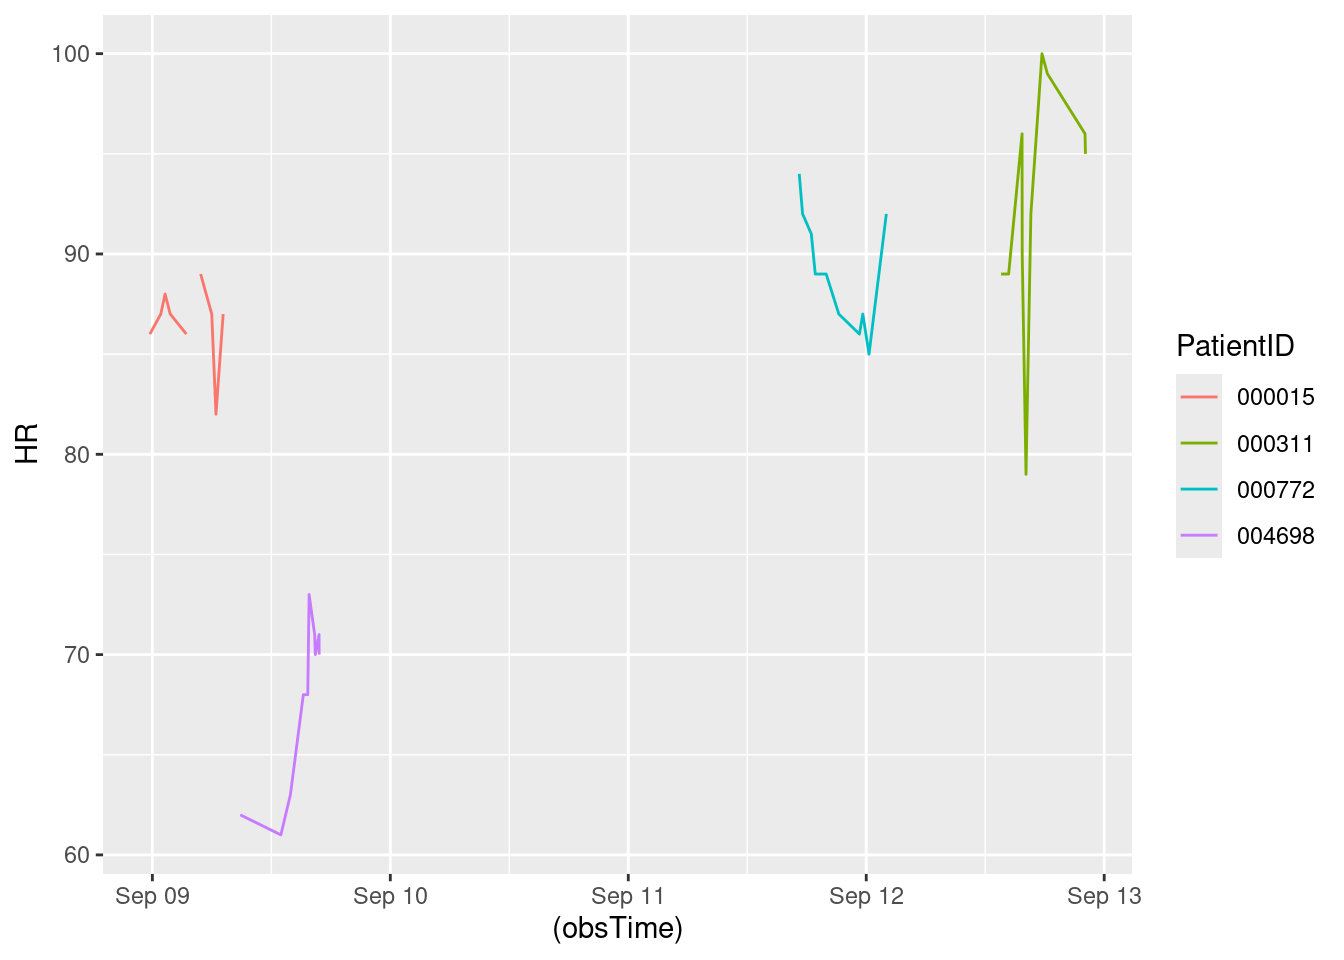 100
90
80
70
60
HR
Sep 09
Sep 10
Sep 11
Sep 12
Sep 13
(obsTime)
PatientID
000015
000311
000772
004698